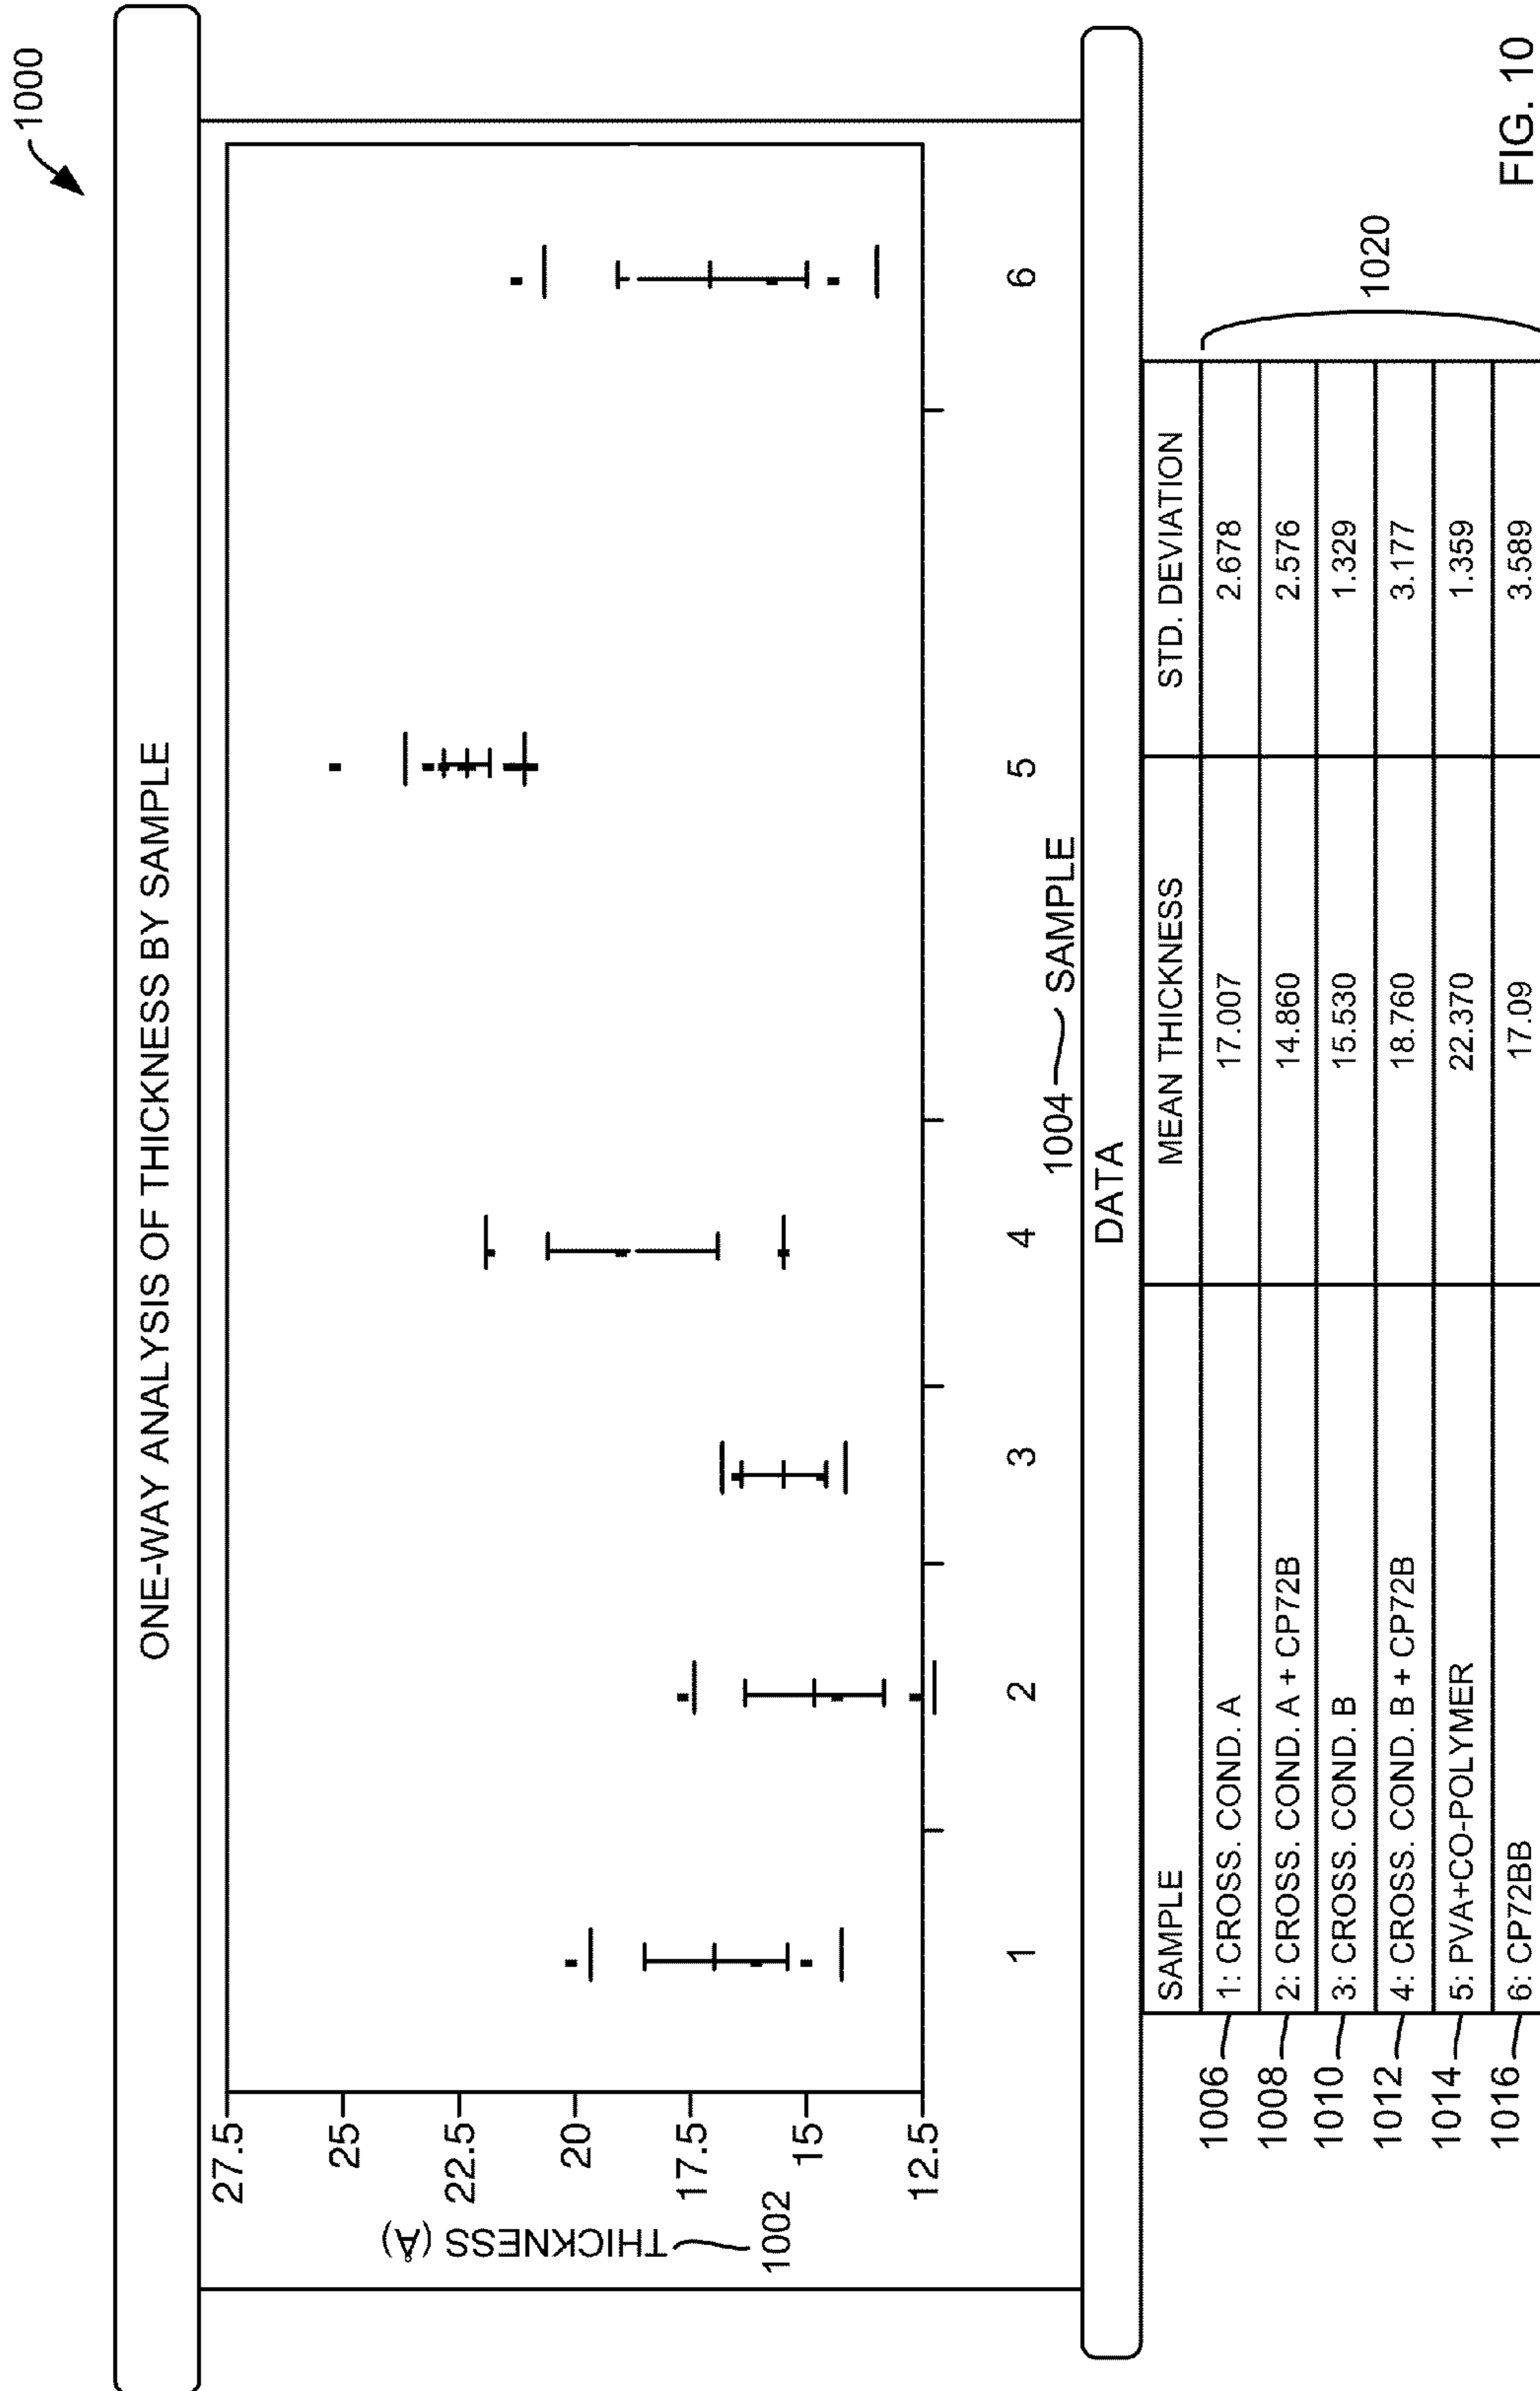 1000
ONE-WAY ANALYSIS OF THICKNESS BY SAMPLE
27.5
25
22.5
20
17.5
15
12.5
THICKNESS (Å)
1002
1 2 3 4 5 6
1004 SAMPLE
DATA
SAMPLE MEAN THICKNESS STD. DEVIATION
1006 1: CROSS. COND. A 17.007 2.678
1008 2: CROSS. COND. A + CP72B 14.860 2.576
1010 3: CROSS. COND. B 15.530 1.329
1012 4: CROSS. COND. B + CP72B 18.760 3.177
1014 5: PVA+CO-POLYMER 22.370 1.359
1016 6: CP72BB 17.09 3.589
1020
FIG. 10